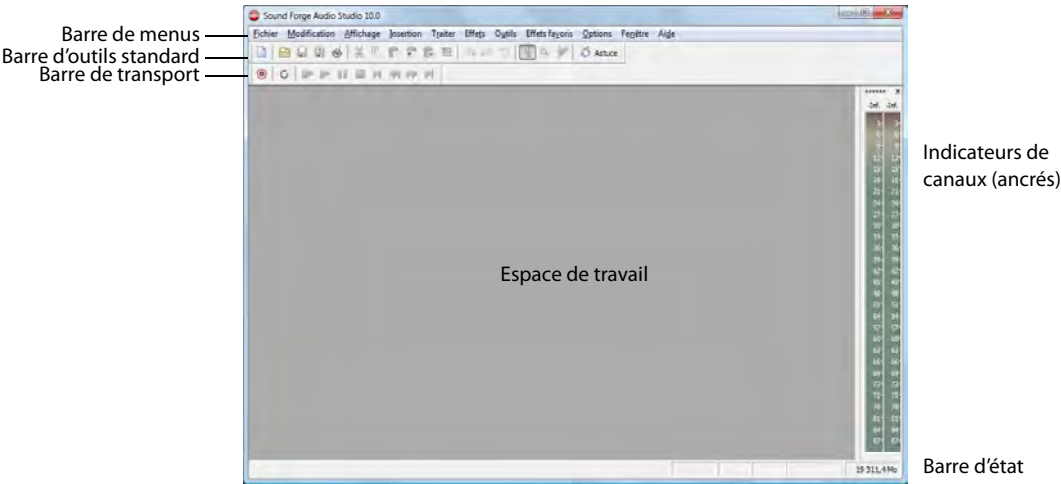 Sound Forge Audio Studio 10.0
Barre de menus
Fichier Modification Affichage Insertion Traiter Effets Outils Effets favoris Options Fenêtre Aide
Barre d’outils standard
Astuce
Barre de transport
-Inf. -Inf.
Indicateurs de
canaux (ancrés)
Espace de travail
19 311,4 Mo
Barre d’état